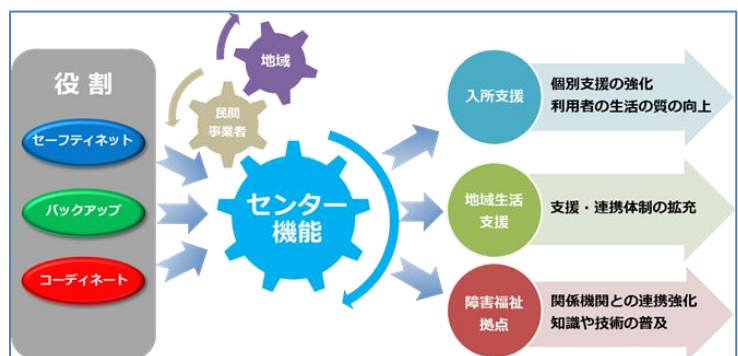 役割
セーフティネット
バックアップ
コーディネート
地域
民間
事業者
センター
機能
入所支援
個別支援の強化
利用者の生活の質の向上
地域生活
支援
支援・連携体制の拡充
障害福祉
拠点
関係機関との連携強化
知識や技術の普及